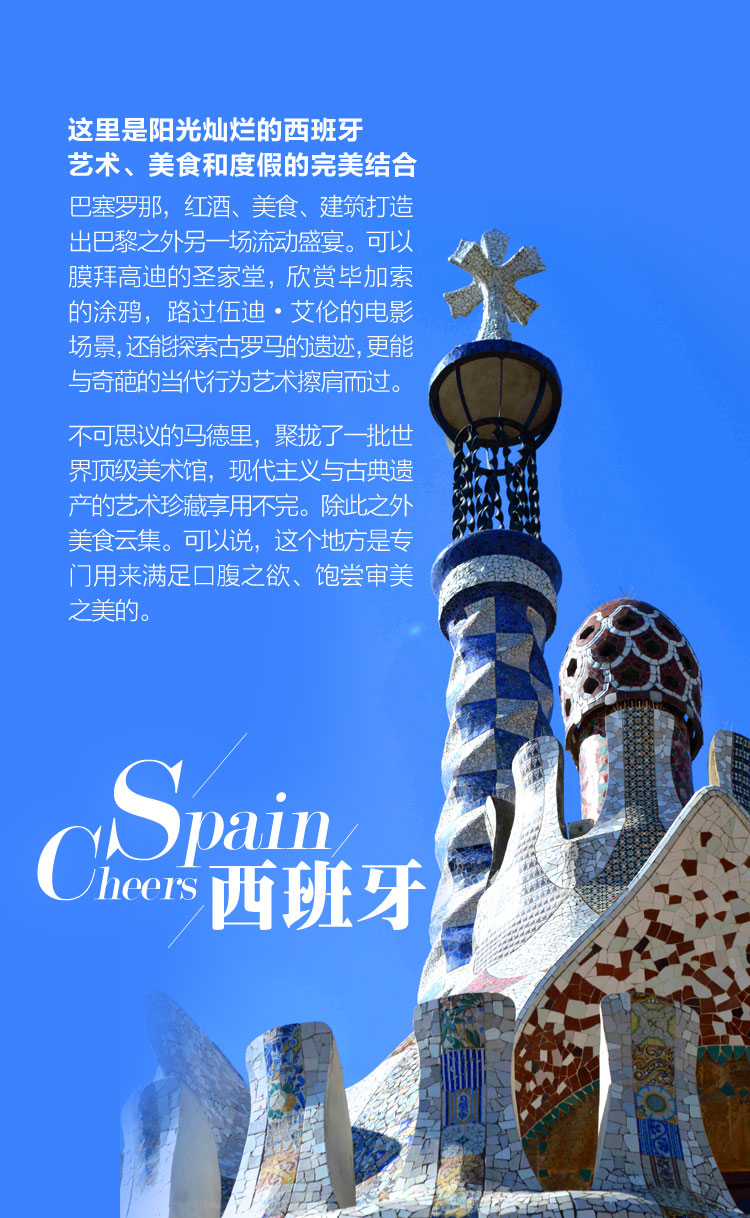 这里是阳光灿烂的西班牙
艺术、美食和度假的完美结合
巴塞罗那，红酒、美食、建筑打造
出巴黎之外另一场流动盛宴。可以
膜拜高迪的圣家堂，欣赏毕加索
的涂鸦，路过伍迪·艾伦的电影
场景，还能探索古罗马的遗迹，更能
与奇葩的当代行为艺术擦肩而过。
不可思议的马德里，聚拢了一批世
界顶级美术馆，现代主义与古典遗
产的艺术珍藏享用不完。除此之外
美食云集。可以说，这个地方是专
门用来满足口腹之欲、饱尝审美
之美的。
Spain
Cheers 西班牙